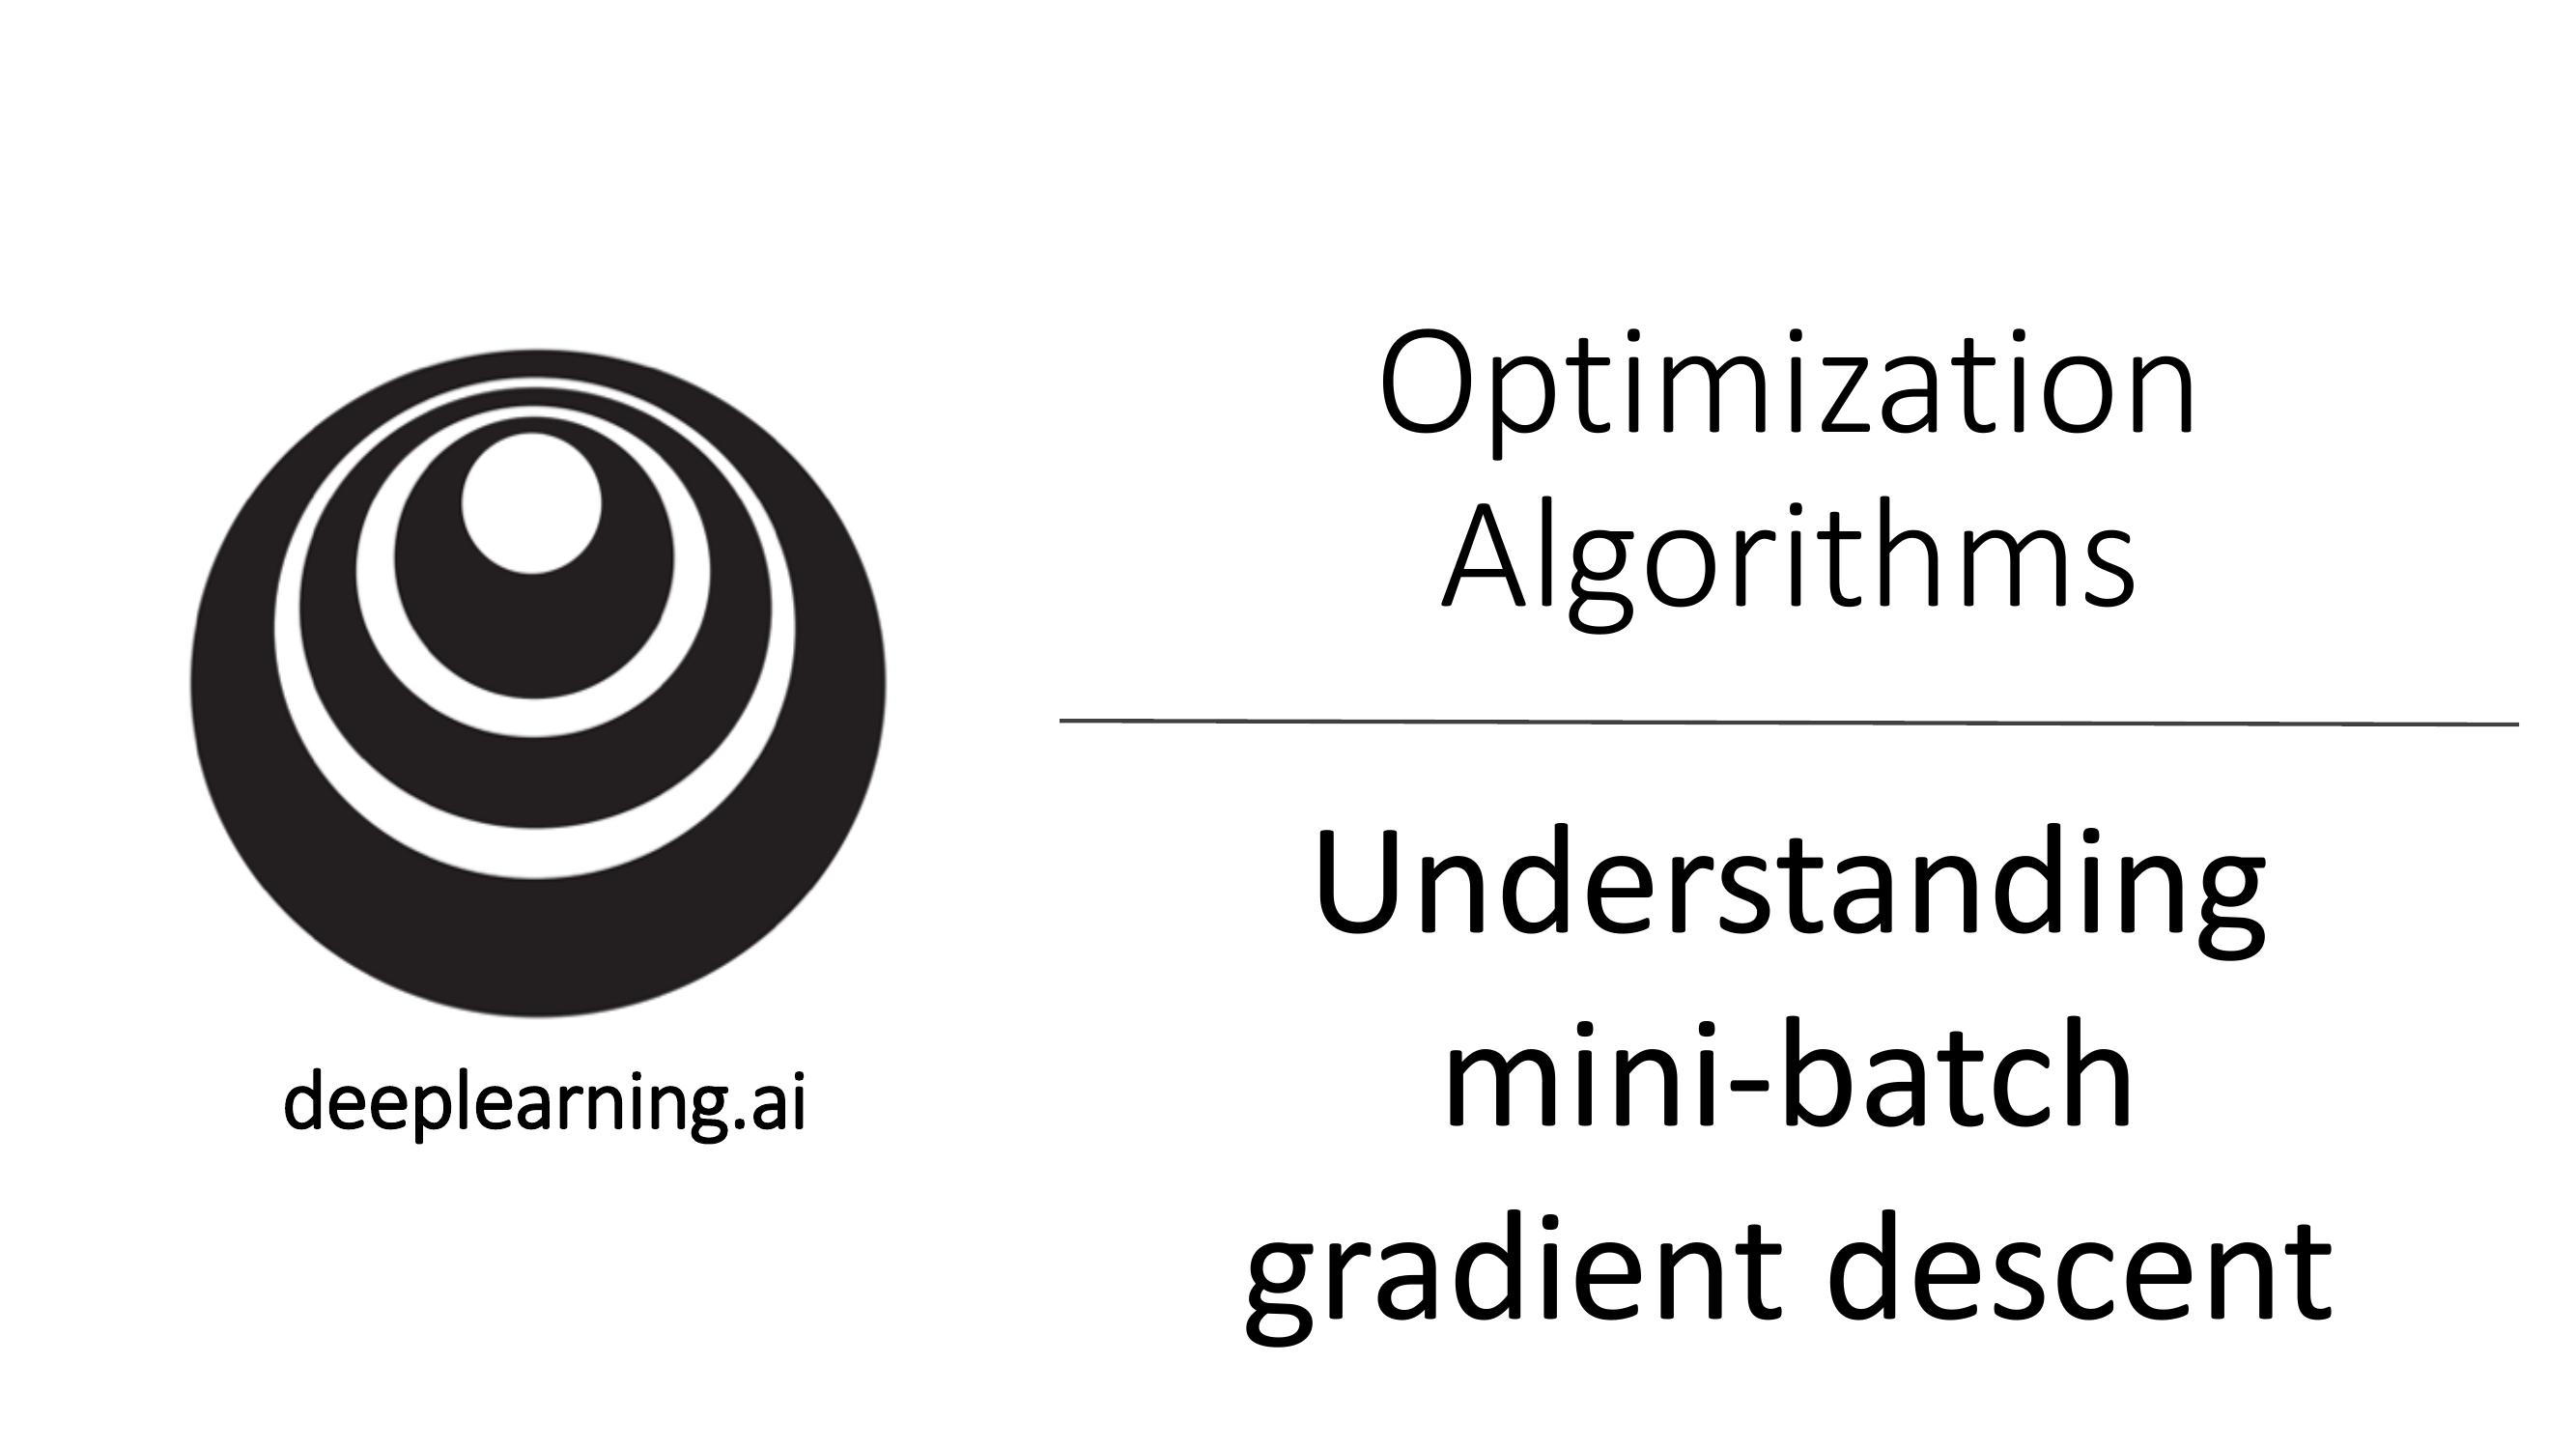 Optimization
Algorithms
Understanding
mini-batch
gradient descent
deeplearning.ai